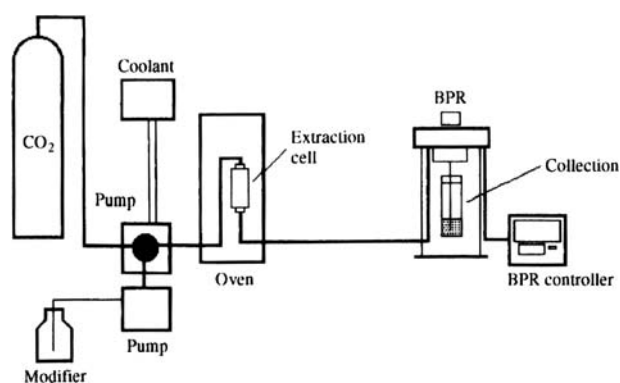 Coolant
BPR
CO2
Extraction
cell
Collection
Pump
Oven
BPR controller
Pump
Modifier